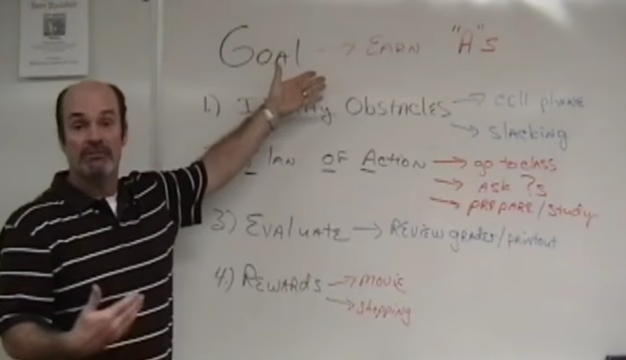 Goal → EARN "A"s
1.) Obstacles → cell phone
→ slacking
lan of Action → go to class
→ ASK ?s
→ PREPARE/Study
3) Evaluate → Review grades/printout
4.) Rewards → movie
→ shopping